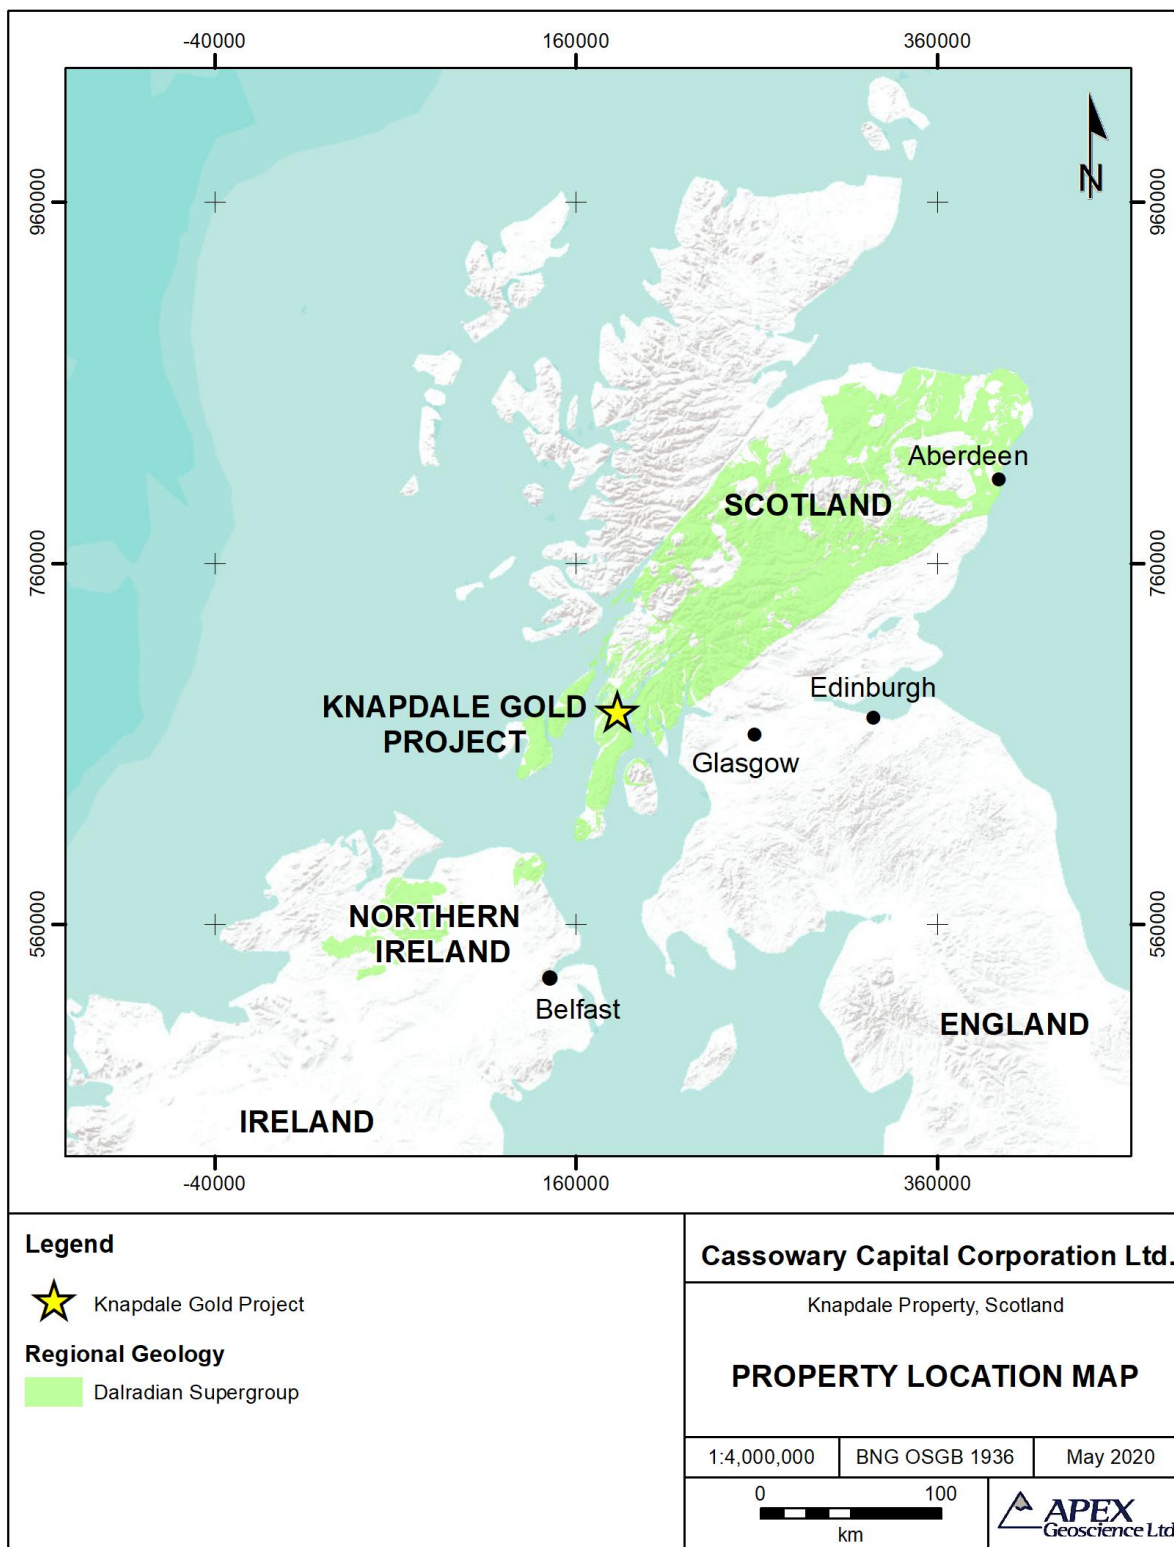 -40000 160000 360000
960000 960000
Aberdeen
SCOTLAND
760000 760000
Edinburgh
KNAPDALE GOLD
PROJECT
Glasgow
N
560000 560000
NORTHERN
IRELAND
Belfast
ENGLAND
IRELAND
-40000 160000 360000
Legend
Knapdale Gold Project
Regional Geology
Dalradian Supergroup
Cassowary Capital Corporation Ltd.
Knapdale Property, Scotland
PROPERTY LOCATION MAP
1:4,000,000 BNG OSGB 1936 May 2020
0 100
km
APEX
Geoscience Ltd